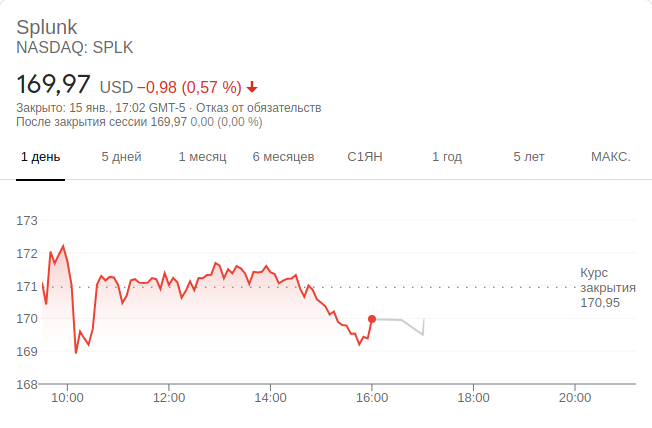 Splunk
NASDAQ: SPLK
169,97 USD −0,98 (0,57 %)
Закрыто: 15 янв., 17:02 GMT-5 · Отказ от обязательств
После закрытия сессии 169,97 0,00 (0,00 %)
1 день 5 дней 1 месяц 6 месяцев С1ЯН 1 год 5 лет МАКС.
173
172
171
170
169
168
Курс
закрытия
170,95
10:00 12:00 14:00 16:00 18:00 20:00